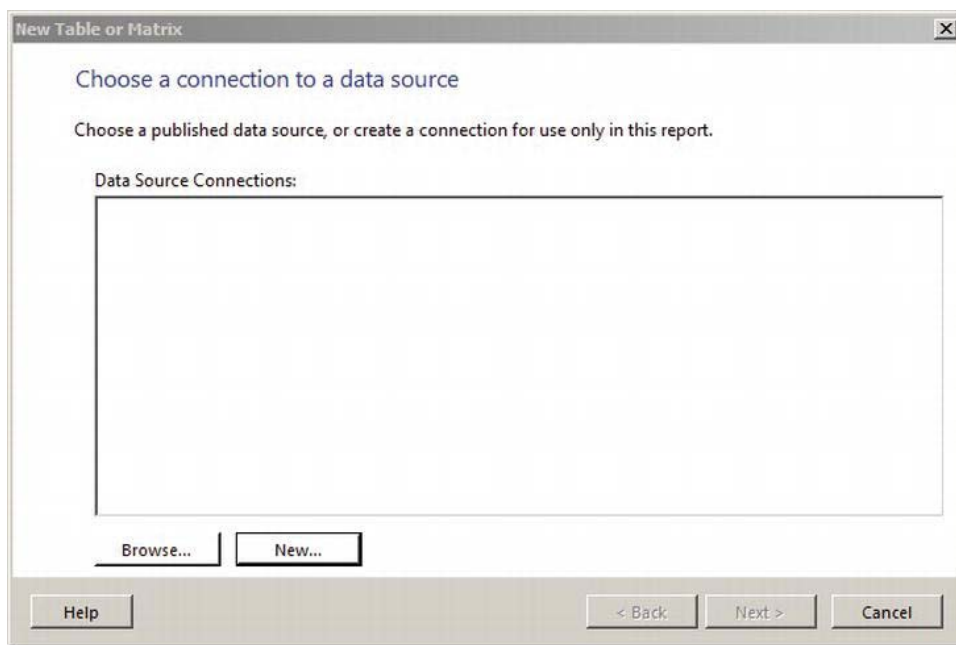 New Table or Matrix
Choose a connection to a data source
Choose a published data source, or create a connection for use only in this report.
Data Source Connections:
Browse...
New...
Help
< Back
Next >
Cancel